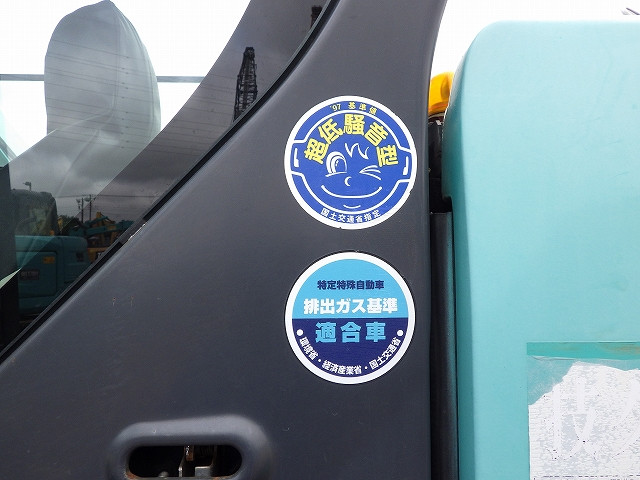 '97 基準値
超低騒音型
国土交通省指定
特定特殊自動車
排出ガス基準
適合車
●環境省・経済産業省・国土交通省●